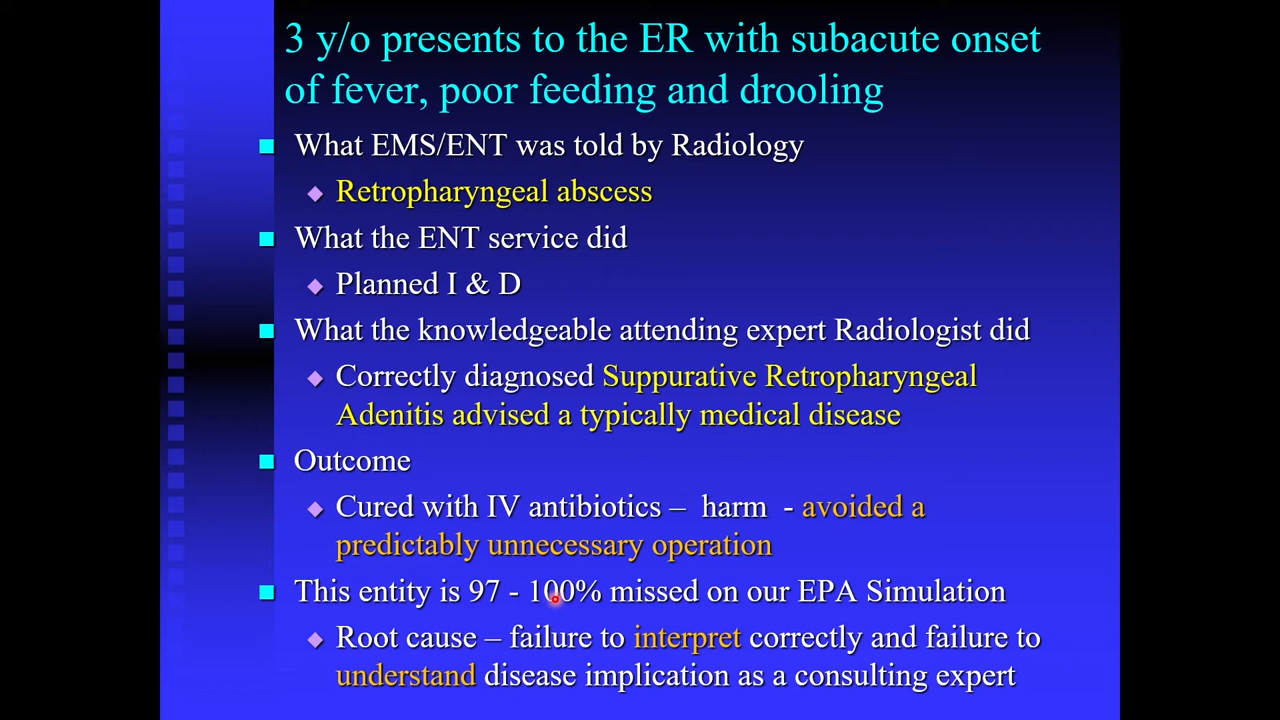 3 y/o presents to the ER with subacute onset
of fever, poor feeding and drooling
What EMS/ENT was told by Radiology
Retropharyngeal abscess
What the ENT service did
Planned I & D
What the knowledgeable attending expert Radiologist did
Correctly diagnosed Suppurative Retropharyngeal
Adenitis advised a typically medical disease
Outcome
Cured with IV antibiotics – harm - avoided a
predictably unnecessary operation
This entity is 97 - 100% missed on our EPA Simulation
Root cause – failure to interpret correctly and failure to
understand disease implication as a consulting expert